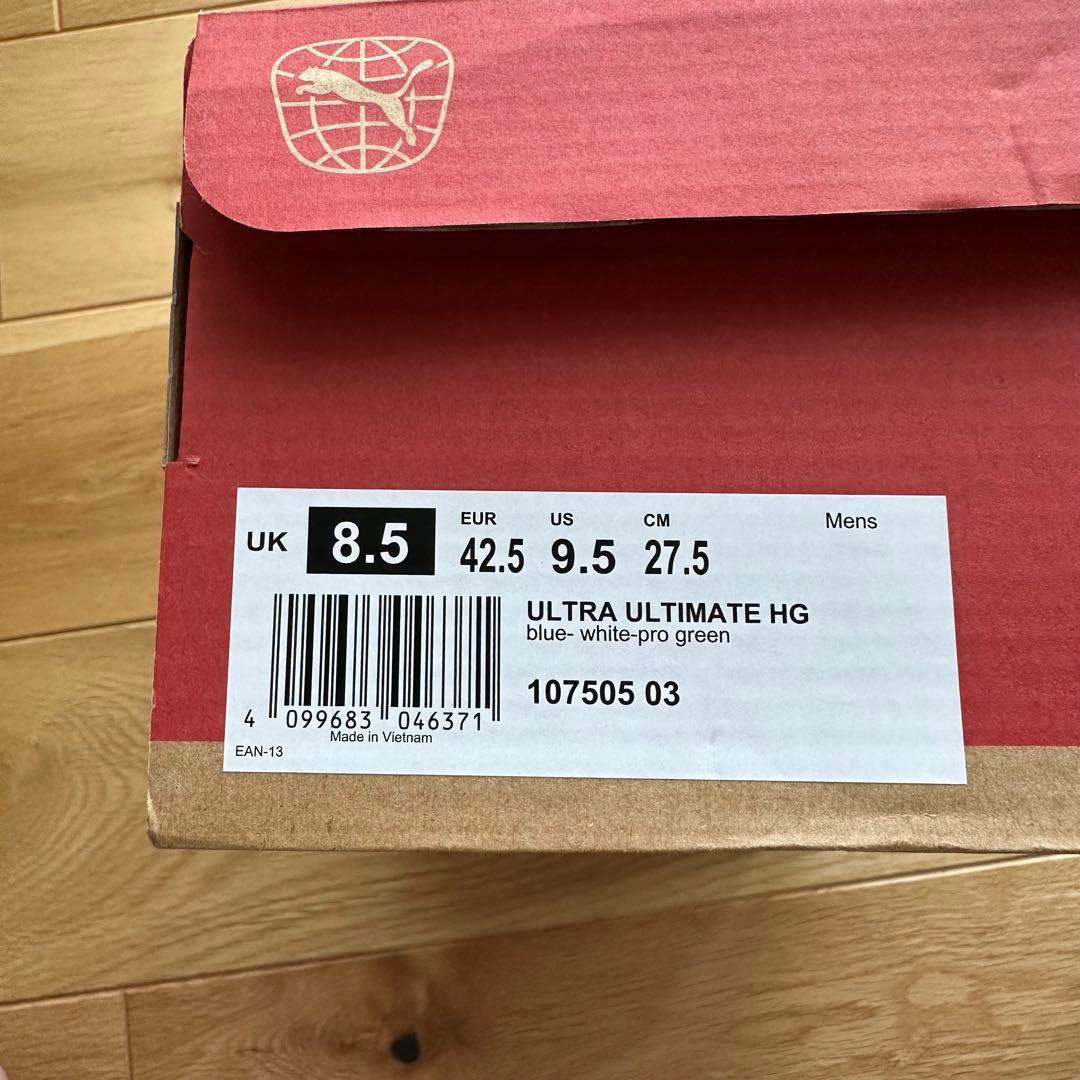 UK 8.5 EUR 42.5 US 9.5 CM 27.5 Mens
ULTRA ULTIMATE HG
blue- white-pro green
107505 03
4 099683 046371
Made in Vietnam
EAN-13